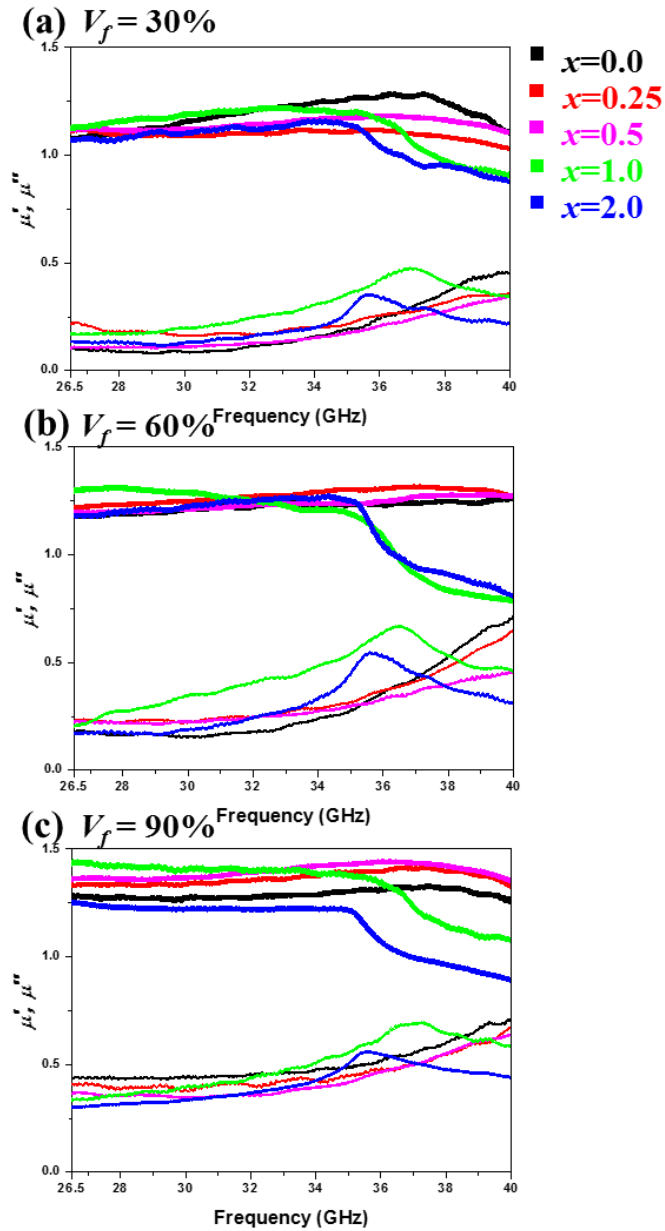 (a) V_f = 30%
x=0.0
x=0.25
x=0.5
x=1.0
x=2.0
1.5
1.0
0.5
0.0
μ', μ"
26.5 28 30 32 34 36 38 40
Frequency (GHz)
(b) V_f = 60%
1.5
1.0
0.5
0.0
μ', μ"
26.5 28 30 32 34 36 38 40
Frequency (GHz)
(c) V_f = 90%
1.5
1.0
0.5
0.0
μ', μ"
26.5 28 30 32 34 36 38 40
Frequency (GHz)